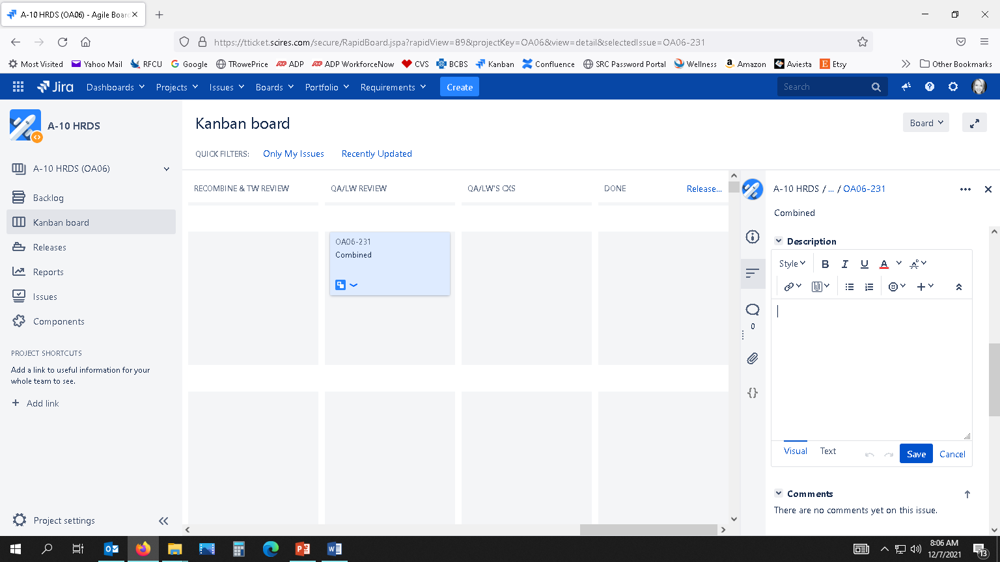 A-10 HRDS (OA06) - Agile Board
https://tticket.scires.com/secure/RapidBoard.jspa?rapidView=89&projectKey=OA06&view=detail&selectedIssue=OA06-231
Most Visited Yahoo Mail RFCU Google TRowePrice ADP ADP WorkforceNow CVS BCBS Kanban Confluence SRC Password Portal Wellness Amazon Aviesta Etsy Other Bookmarks
Jira Dashboards Projects Issues Boards Portfolio Requirements Create Search
A-10 HRDS
A-10 HRDS (OA06)
Backlog
Kanban board
Releases
Reports
Issues
Components
PROJECT SHORTCUTS
Add a link to useful information for your
whole team to see.
+ Add link
Project settings
Kanban board
Board
QUICK FILTERS: Only My Issues Recently Updated
RECOMBINE & TW REVIEW QA/LW REVIEW QA/LW'S CXS DONE Release...
OA06-231
Combined
A-10 HRDS / ... / OA06-231
Combined
Description
Style B I U A
0
{}
Visual Text Save Cancel
Comments
There are no comments yet on this issue.
8:06 AM
12/7/2021
13